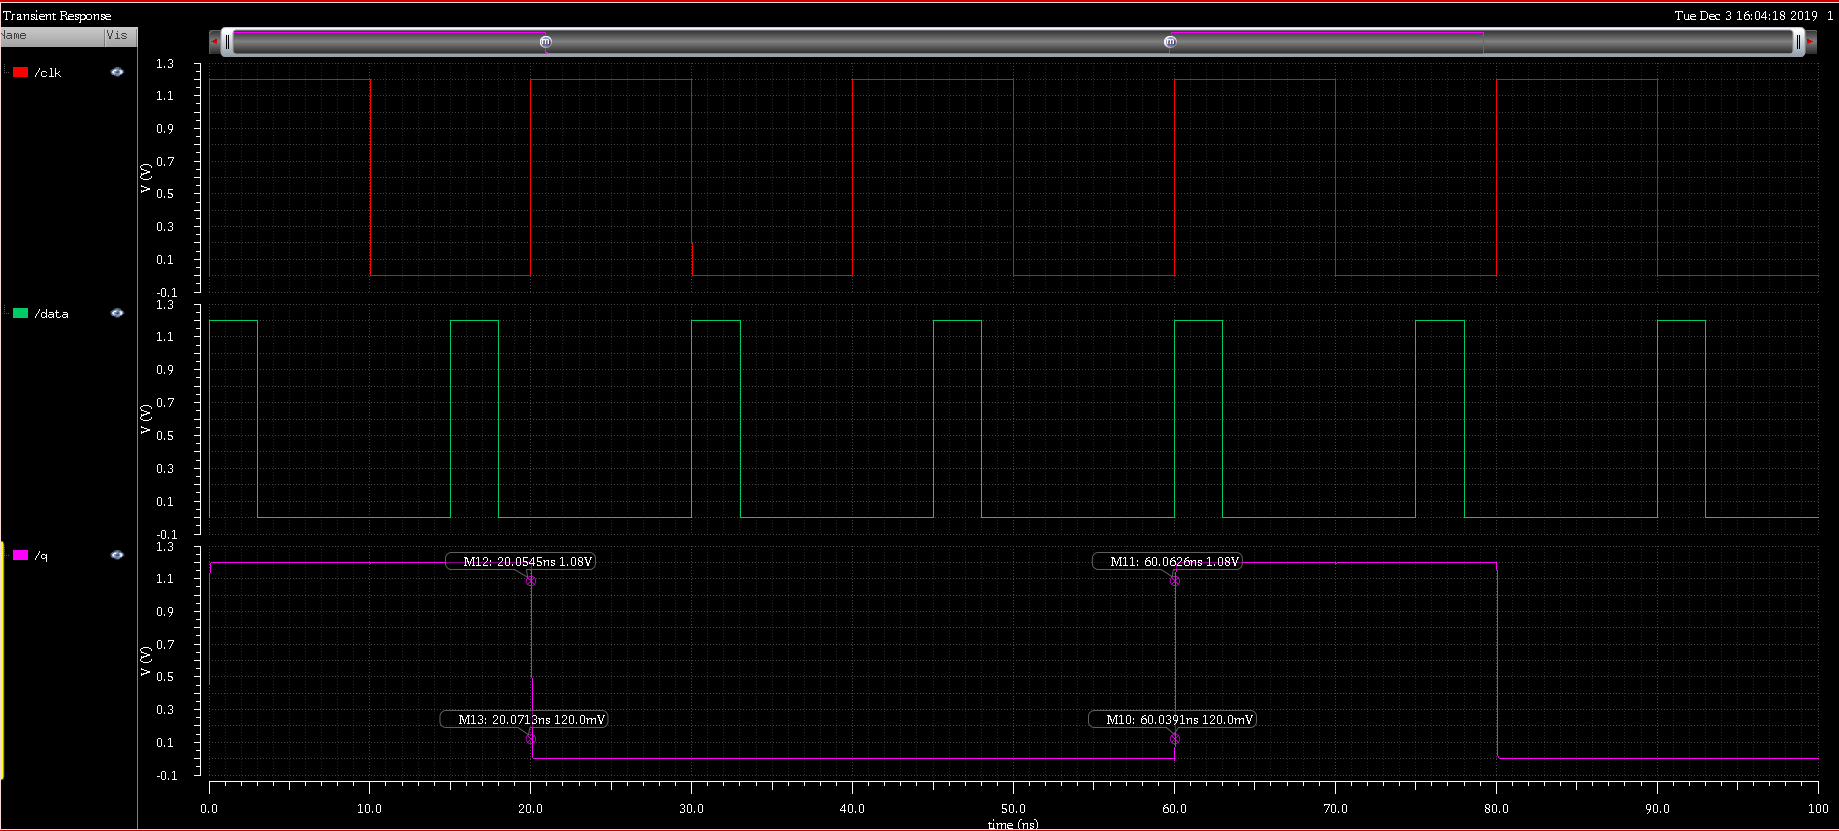 Transient Response
Tue Dec 3 16:04:18 2019 1
Name Vis
/clk
1.3
1.1
0.9
0.7
0.5
0.3
0.1
-0.1
V (V)
/data
1.3
1.1
0.9
0.7
0.5
0.3
0.1
-0.1
V (V)
/q
1.3
1.1
0.9
0.7
0.5
0.3
0.1
-0.1
V (V)
M12: 20.0545ns 1.08V
M11: 60.0626ns 1.08V
M13: 20.0713ns 120.0mV
M10: 60.0391ns 120.0mV
0.0 10.0 20.0 30.0 40.0 50.0 60.0 70.0 80.0 90.0 100
time (ns)